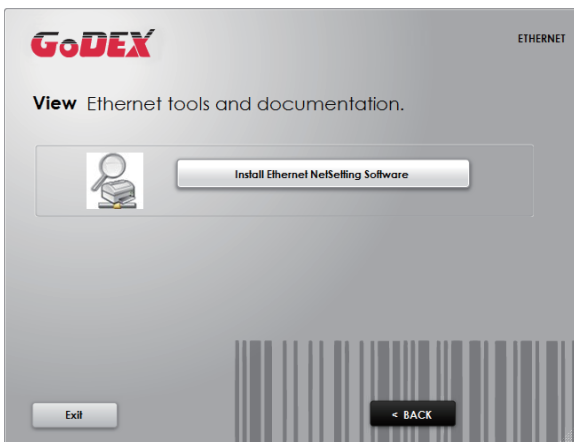 GoDEX
ETHERNET
View Ethernet tools and documentation.
Install Ethernet NetSetting Software
Exit
< BACK